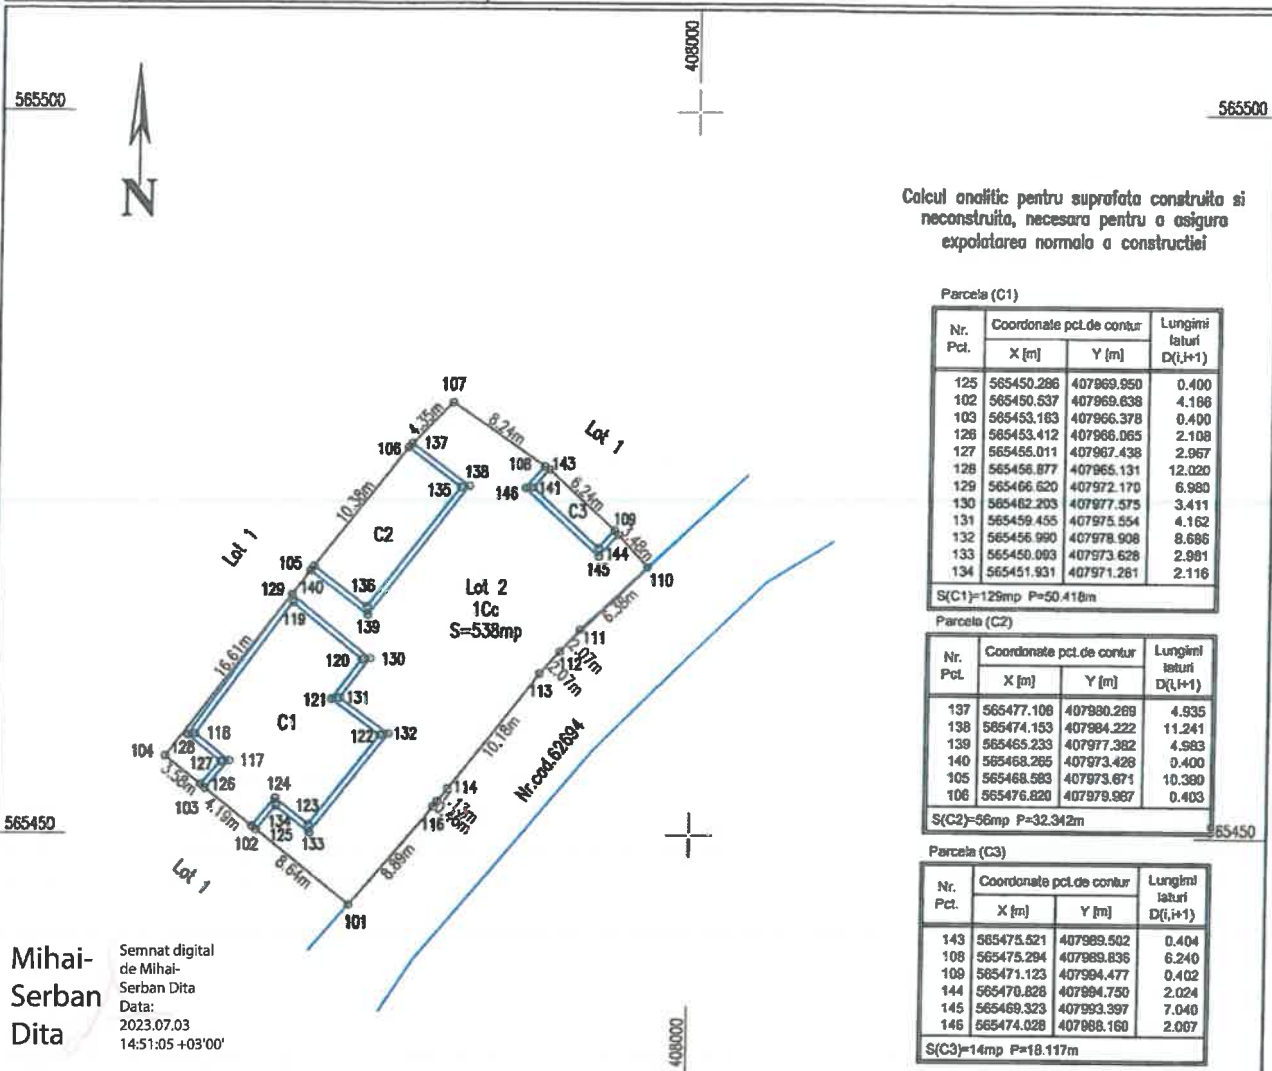 408000
565500
565500
N
Calcul analitic pentru suprafata construita si
neconstruita, necesara pentru a asigura
expolatarea normala a constructiei
Parcela (C1)
Nr. Pct. Coordonate pct.de contur Lungimi laturi D(i,i+1)
X [m] Y [m]
125 565450.286 407969.950 0.400
102 565450.537 407969.638 4.186
103 565453.163 407966.378 0.400
126 565453.412 407966.065 2.108
127 565455.011 407967.438 2.967
128 565456.877 407965.131 12.020
129 565466.620 407972.170 6.980
130 565462.203 407977.575 3.411
131 565459.455 407975.554 4.162
132 565456.990 407978.908 8.686
133 565450.093 407973.628 2.981
134 565451.931 407971.281 2.116
S(C1)=129mp P=50.418m
Parcela (C2)
Nr. Pct. Coordonate pct.de contur Lungimi laturi D(i,i+1)
X [m] Y [m]
137 565477.106 407980.269 4.935
138 565474.153 407984.222 11.241
139 565465.233 407977.382 4.983
140 565468.265 407973.428 0.400
105 565468.583 407973.671 10.380
106 565476.820 407979.987 0.403
S(C2)=56mp P=32.342m
Parcela (C3)
Nr. Pct. Coordonate pct.de contur Lungimi laturi D(i,i+1)
X [m] Y [m]
143 565475.521 407989.502 0.404
108 565475.294 407989.836 6.240
109 565471.123 407994.477 0.402
144 565470.828 407994.750 2.024
145 565469.323 407993.397 7.040
146 565474.028 407988.160 2.007
S(C3)=14mp P=18.117m
107
4.35m
8.24m
Lot 1
106
137
108
143
138
135
6.24m
146
141
10.38m
C3
109
C2
3.48m
144
145
Lot 1
105
110
140
136
129
Lot 2
1Cc
S=538mp
6.38m
119
139
111
2.07m
120
130
112
2.07m
16.61m
113
121
131
C1
118
132
122
104
128
127
117
10.18m
Nr.cad.62694
3.58m
126
103
124
114
4.19m
123
116
134
102
125
133
565450
565450
8.64m
8.89m
Lot 1
101
Mihai-
Serban
Dita
Semnat digital
de Mihai-
Serban Dita
Data:
2023.07.03
14:51:05 +03'00'
408000